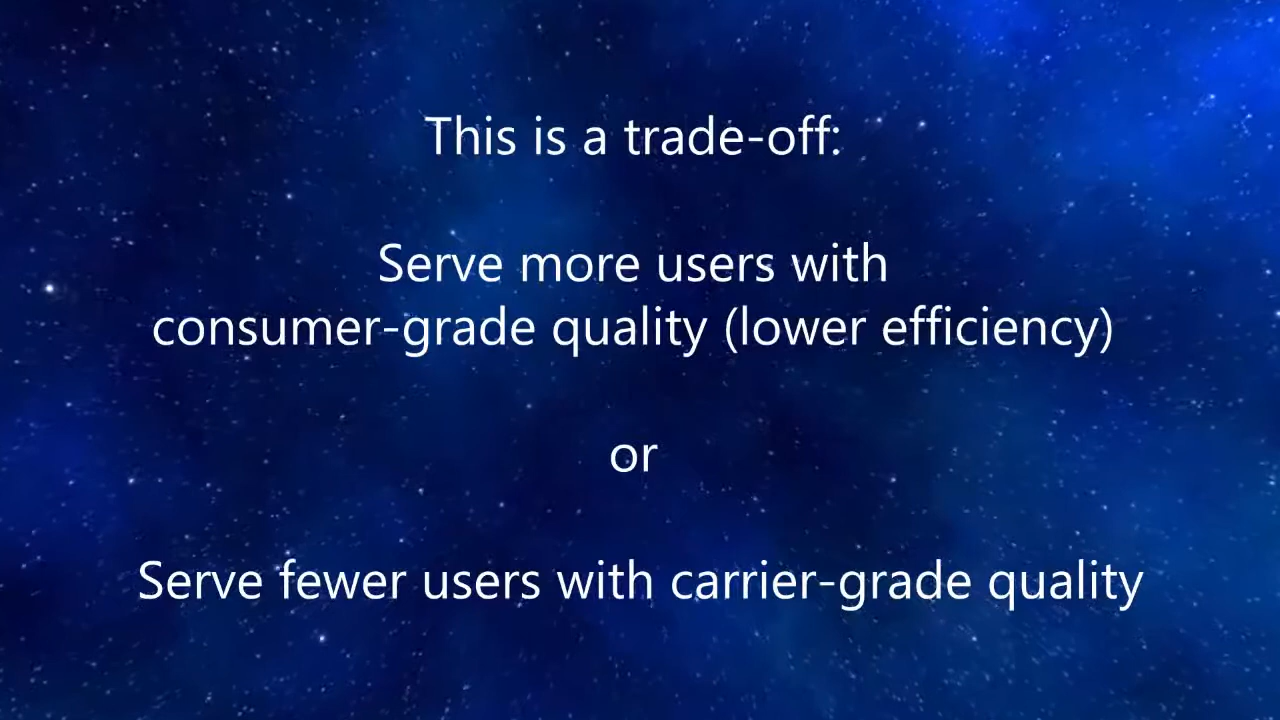 This is a trade-off:
Serve more users with
consumer-grade quality (lower efficiency)
or
Serve fewer users with carrier-grade quality